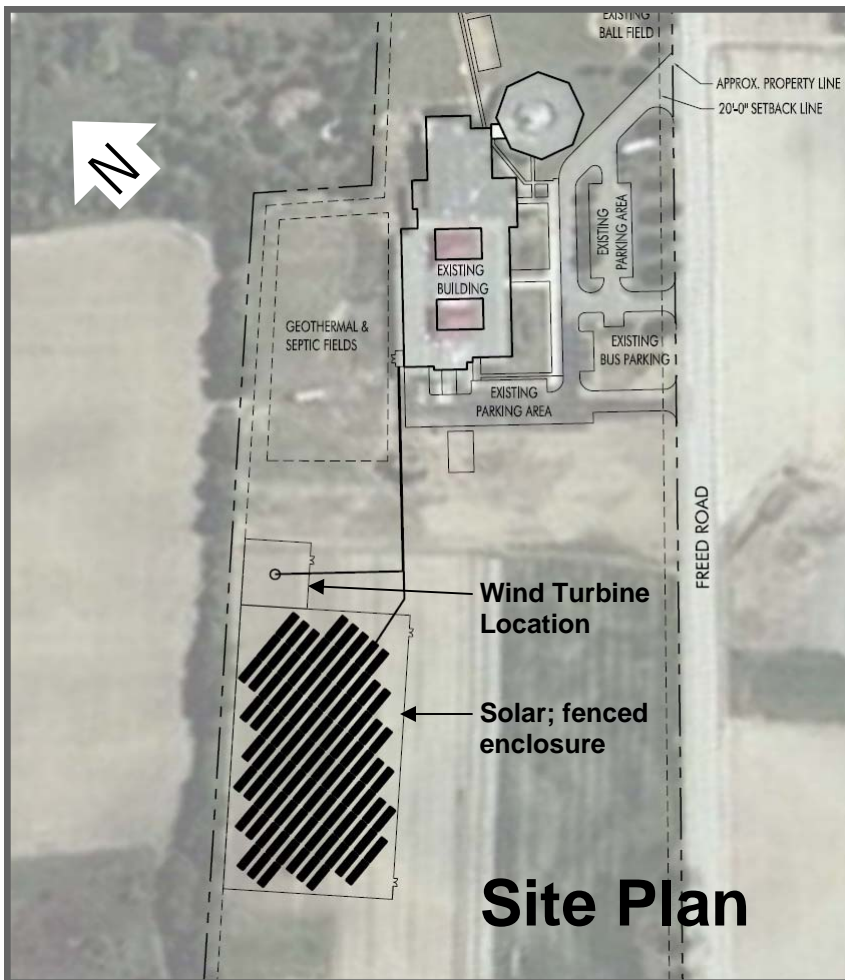 EXISTING
BALL FIELD
APPROX. PROPERTY LINE
20'-0" SETBACK LINE
N
EXISTING
PARKING AREA
EXISTING
BUILDING
GEOTHERMAL &
SEPTIC FIELDS
EXISTING
BUS PARKING
EXISTING
PARKING AREA
FREED ROAD
Wind Turbine
Location
Solar; fenced
enclosure
Site Plan